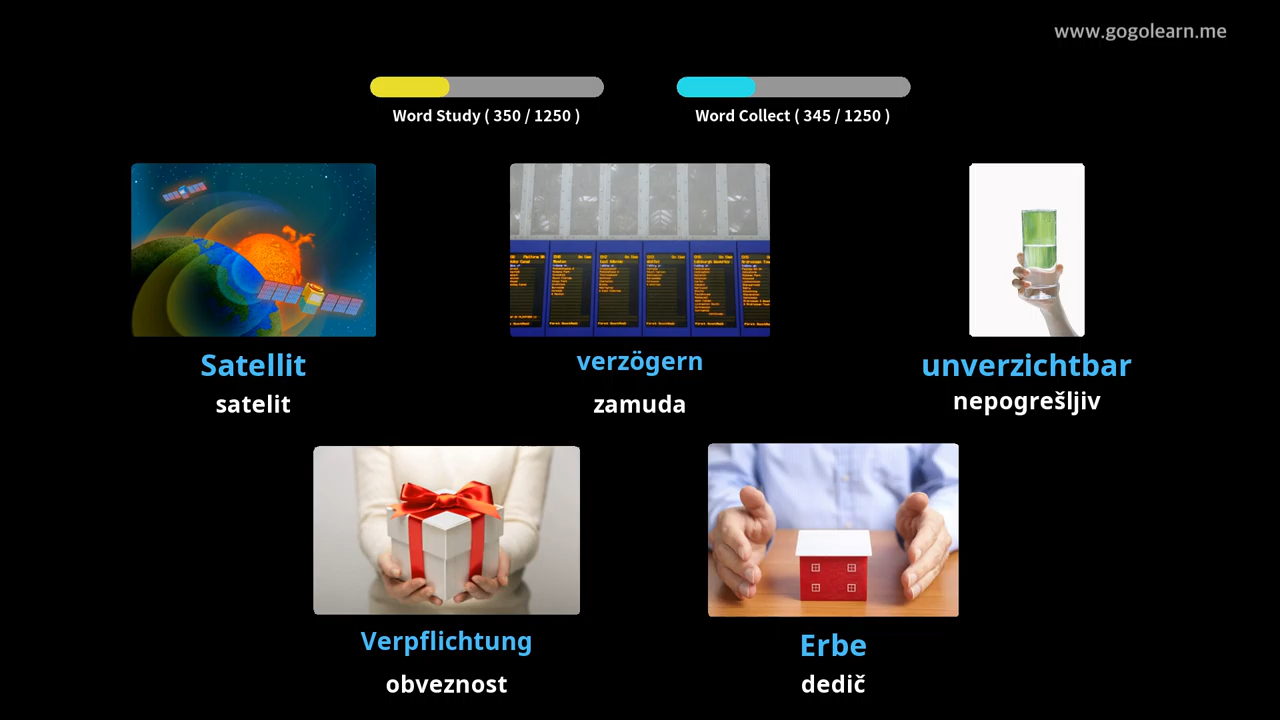 www.gogolearn.me
Word Study ( 350 / 1250 )
Word Collect ( 345 / 1250 )
Satellit
satelit
verzögern
zamuda
unverzichtbar
nepogrešljiv
Verpflichtung
obveznost
Erbe
dedič